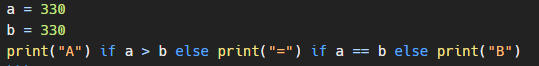 a = 330
b = 330
print("A") if a > b else print("=") if a == b else print("B")